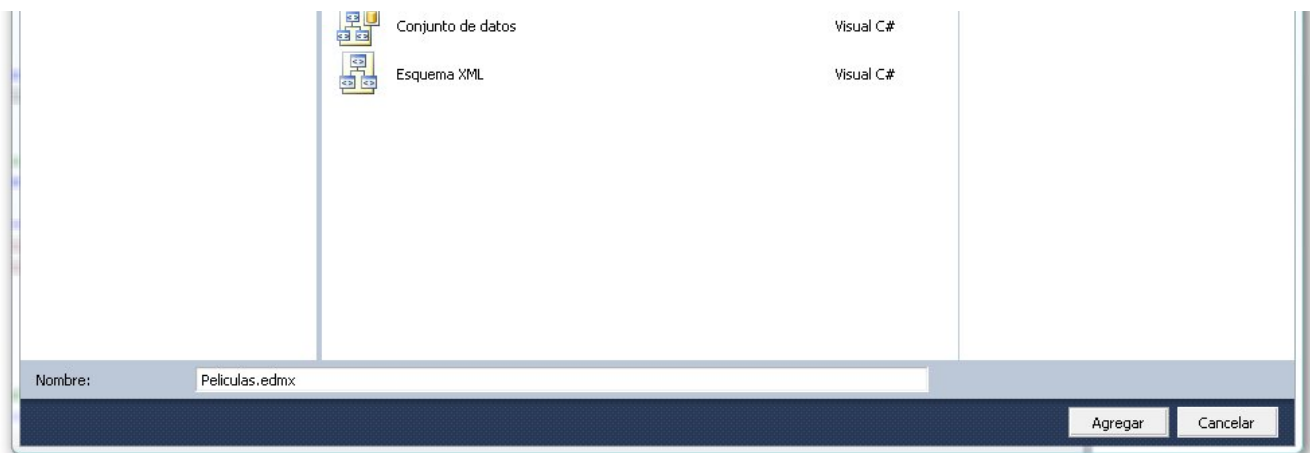 Conjunto de datos Visual C#
Esquema XML Visual C#
Nombre: Peliculas.edmx
Agregar Cancelar